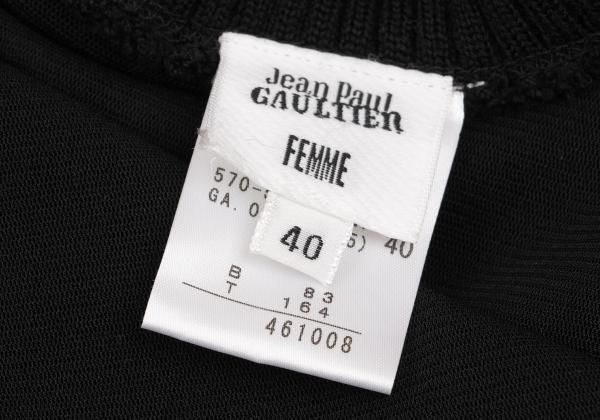 Jean Paul
GAULTIER
FEMME
570-
GA. 0
5) 40
40
B 83
T 164
461008